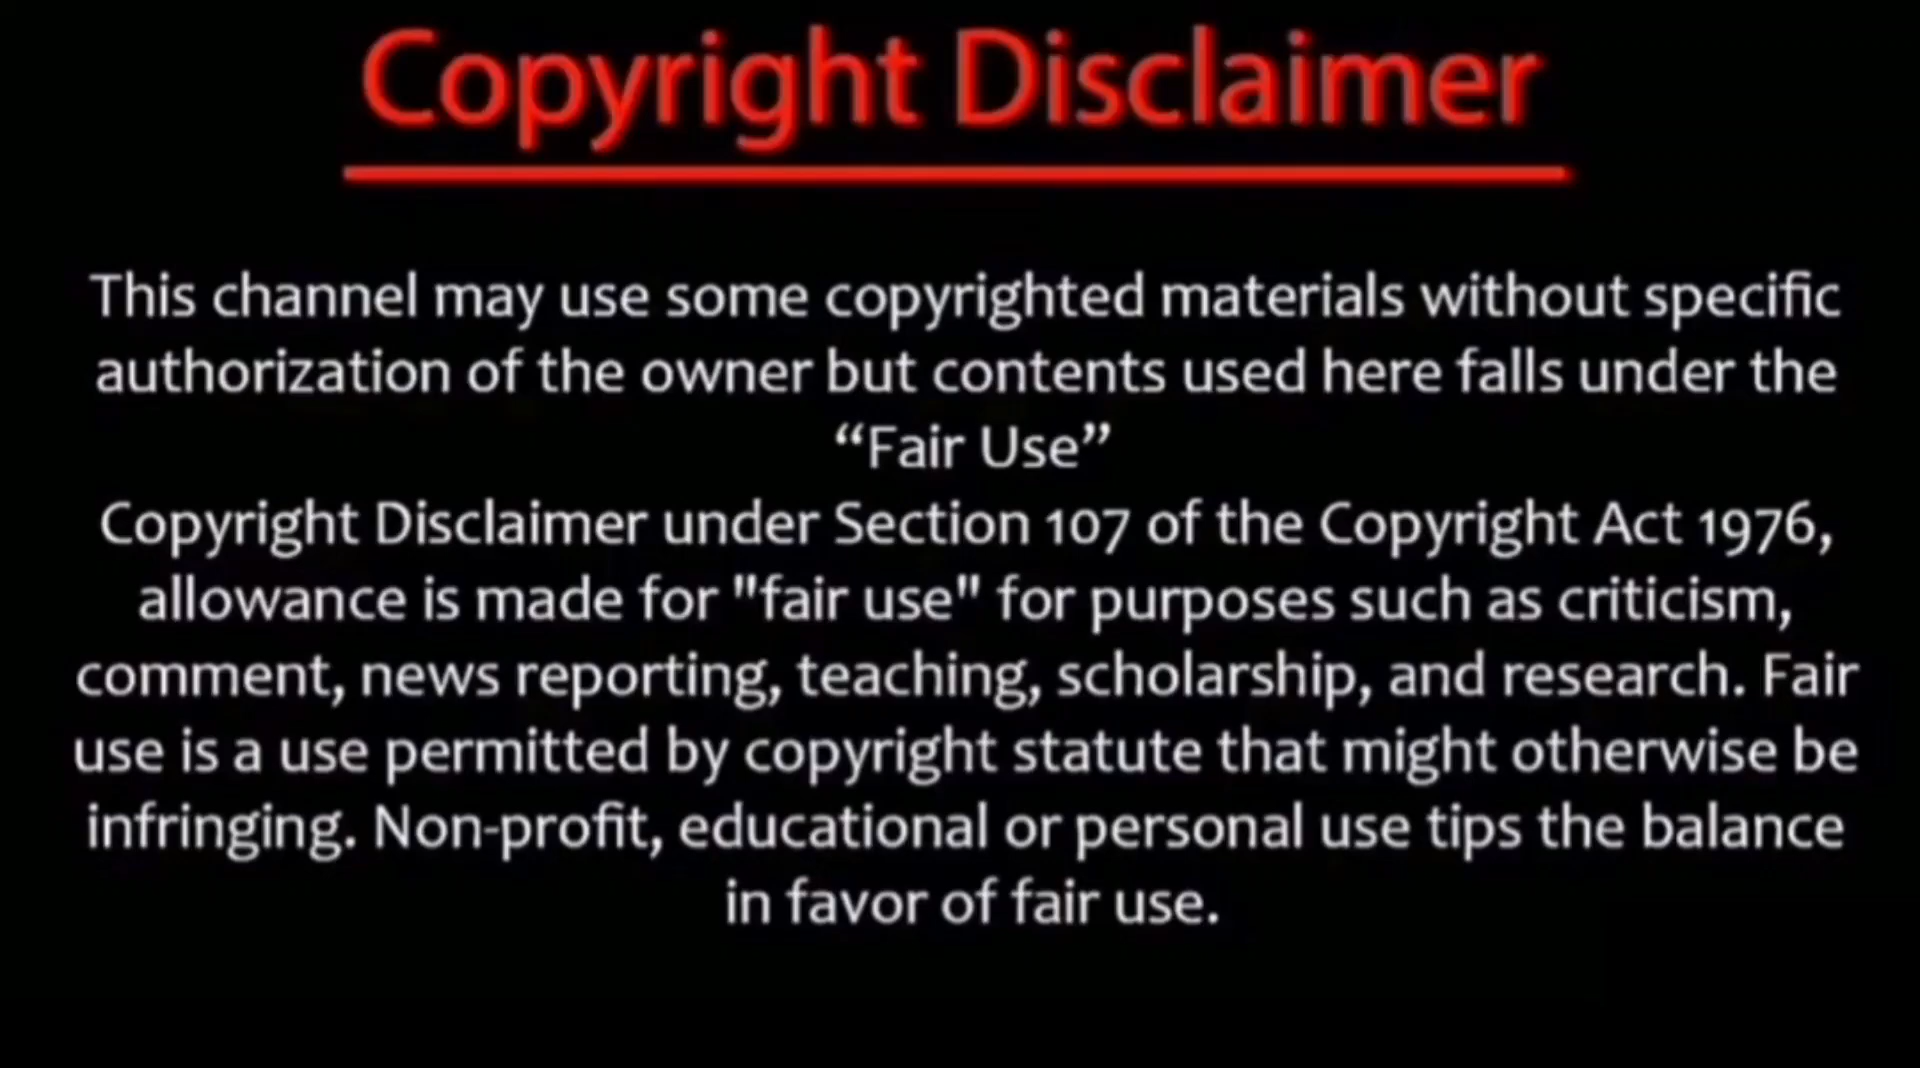 Copyright Disclaimer
This channel may use some copyrighted materials without specific
authorization of the owner but contents used here falls under the
“Fair Use”
Copyright Disclaimer under Section 107 of the Copyright Act 1976,
allowance is made for "fair use" for purposes such as criticism,
comment, news reporting, teaching, scholarship, and research. Fair
use is a use permitted by copyright statute that might otherwise be
infringing. Non-profit, educational or personal use tips the balance
in favor of fair use.